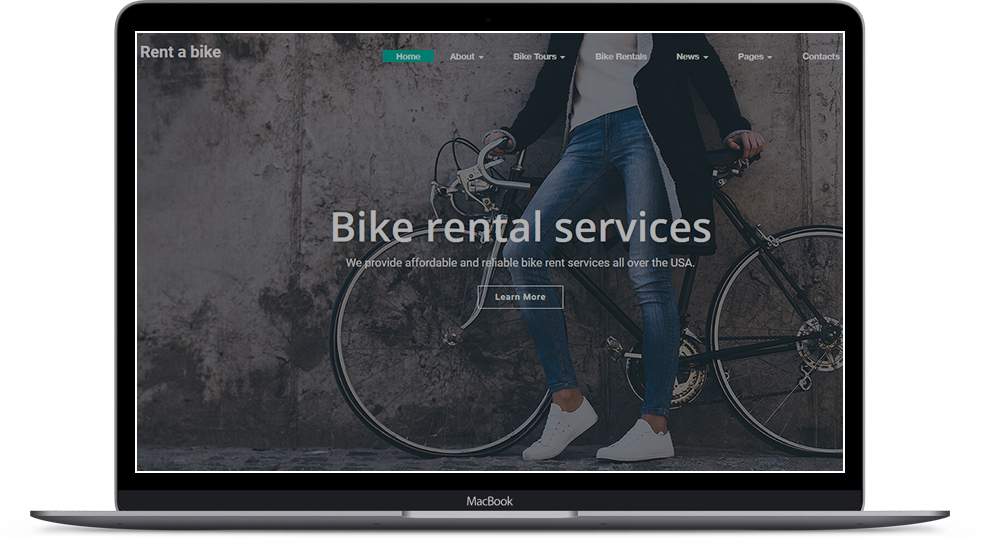 Rent a bike
Home About Bike Tours Bike Rentals News Pages Contacts
Bike rental services
We provide affordable and reliable bike rent services all over the USA.
Learn More
MacBook